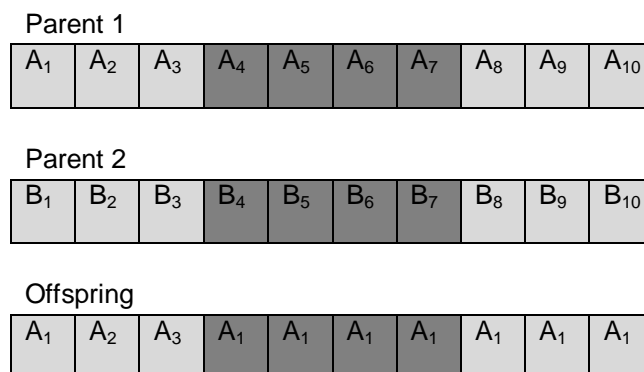 Parent 1
A₁ A₂ A₃ A₄ A₅ A₆ A₇ A₈ A₉ A₁₀
Parent 2
B₁ B₂ B₃ B₄ B₅ B₆ B₇ B₈ B₉ B₁₀
Offspring
A₁ A₂ A₃ A₁ A₁ A₁ A₁ A₁ A₁ A₁